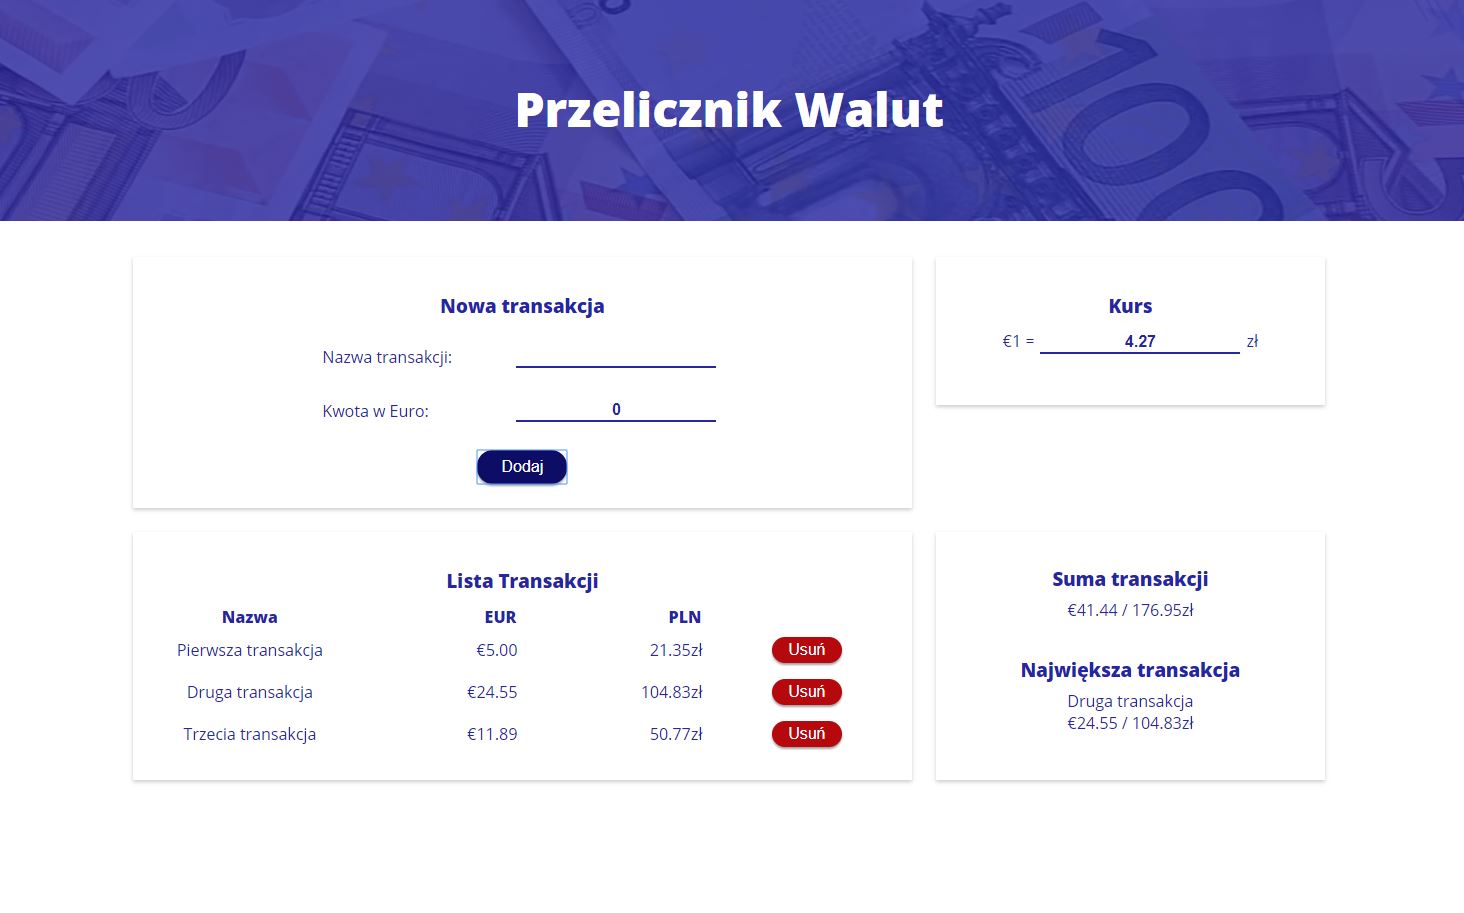 Przelicznik Walut
Nowa transakcja
Nazwa transakcji:
Kwota w Euro: 0
Dodaj
Kurs
€1 = 4.27 zł
Lista Transakcji
Nazwa EUR PLN
Pierwsza transakcja €5.00 21.35zł Usuń
Druga transakcja €24.55 104.83zł Usuń
Trzecia transakcja €11.89 50.77zł Usuń
Suma transakcji
€41.44 / 176.95zł
Największa transakcja
Druga transakcja
€24.55 / 104.83zł